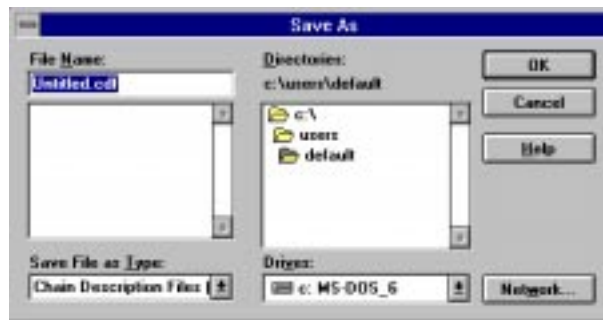 Save As
File Name:
Untitled.cdf
Directories:
c:\users\default
c:\
users
default
OK
Cancel
Help
Save File as Type:
Chain Description Files (
Drives:
c: MS-DOS_6
Network...